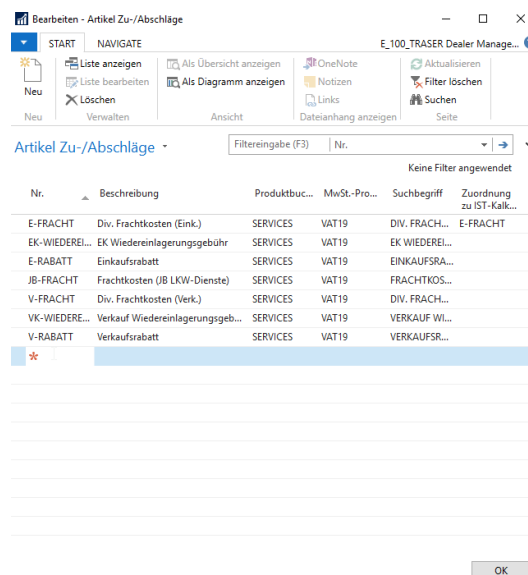 Bearbeiten - Artikel Zu-/Abschläge
START NAVIGATE E_100_TRASER Dealer Manage...
Neu
Liste anzeigen
Liste bearbeiten
Löschen
Als Übersicht anzeigen
Als Diagramm anzeigen
OneNote
Notizen
Links
Aktualisieren
Filter löschen
Suchen
Neu Verwalten Ansicht Dateianhang anzeigen Seite
Artikel Zu-/Abschläge Filtereingabe (F3) Nr.
Keine Filter angewendet
Nr. Beschreibung Produktbuc... MwSt.-Pro... Suchbegriff Zuordnung
zu IST-Kalk...
E-FRACHT Div. Frachtkosten (Eink.) SERVICES VAT19 DIV. FRACH... E-FRACHT
EK-WIEDEREI... EK Wiedereinlagerungsgebühr SERVICES VAT19 EK WIEDEREI...
E-RABATT Einkaufsrabatt SERVICES VAT19 EINKAUFSRA...
JB-FRACHT Frachtkosten (JB LKW-Dienste) SERVICES VAT19 FRACHTKOS...
V-FRACHT Div. Frachtkosten (Verk.) SERVICES VAT19 DIV. FRACH...
VK-WIEDERE... Verkauf Wiedereinlagerungsgeb... SERVICES VAT19 VERKAUF WI...
V-RABATT Verkaufsrabatt SERVICES VAT19 VERKAUFSR...
OK